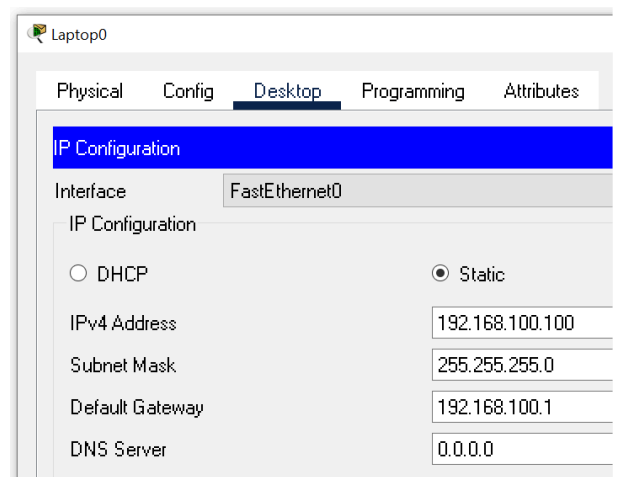 Laptop0
Physical Config Desktop Programming Attributes
IP Configuration
Interface FastEthernet0
IP Configuration
DHCP Static
IPv4 Address 192.168.100.100
Subnet Mask 255.255.255.0
Default Gateway 192.168.100.1
DNS Server 0.0.0.0